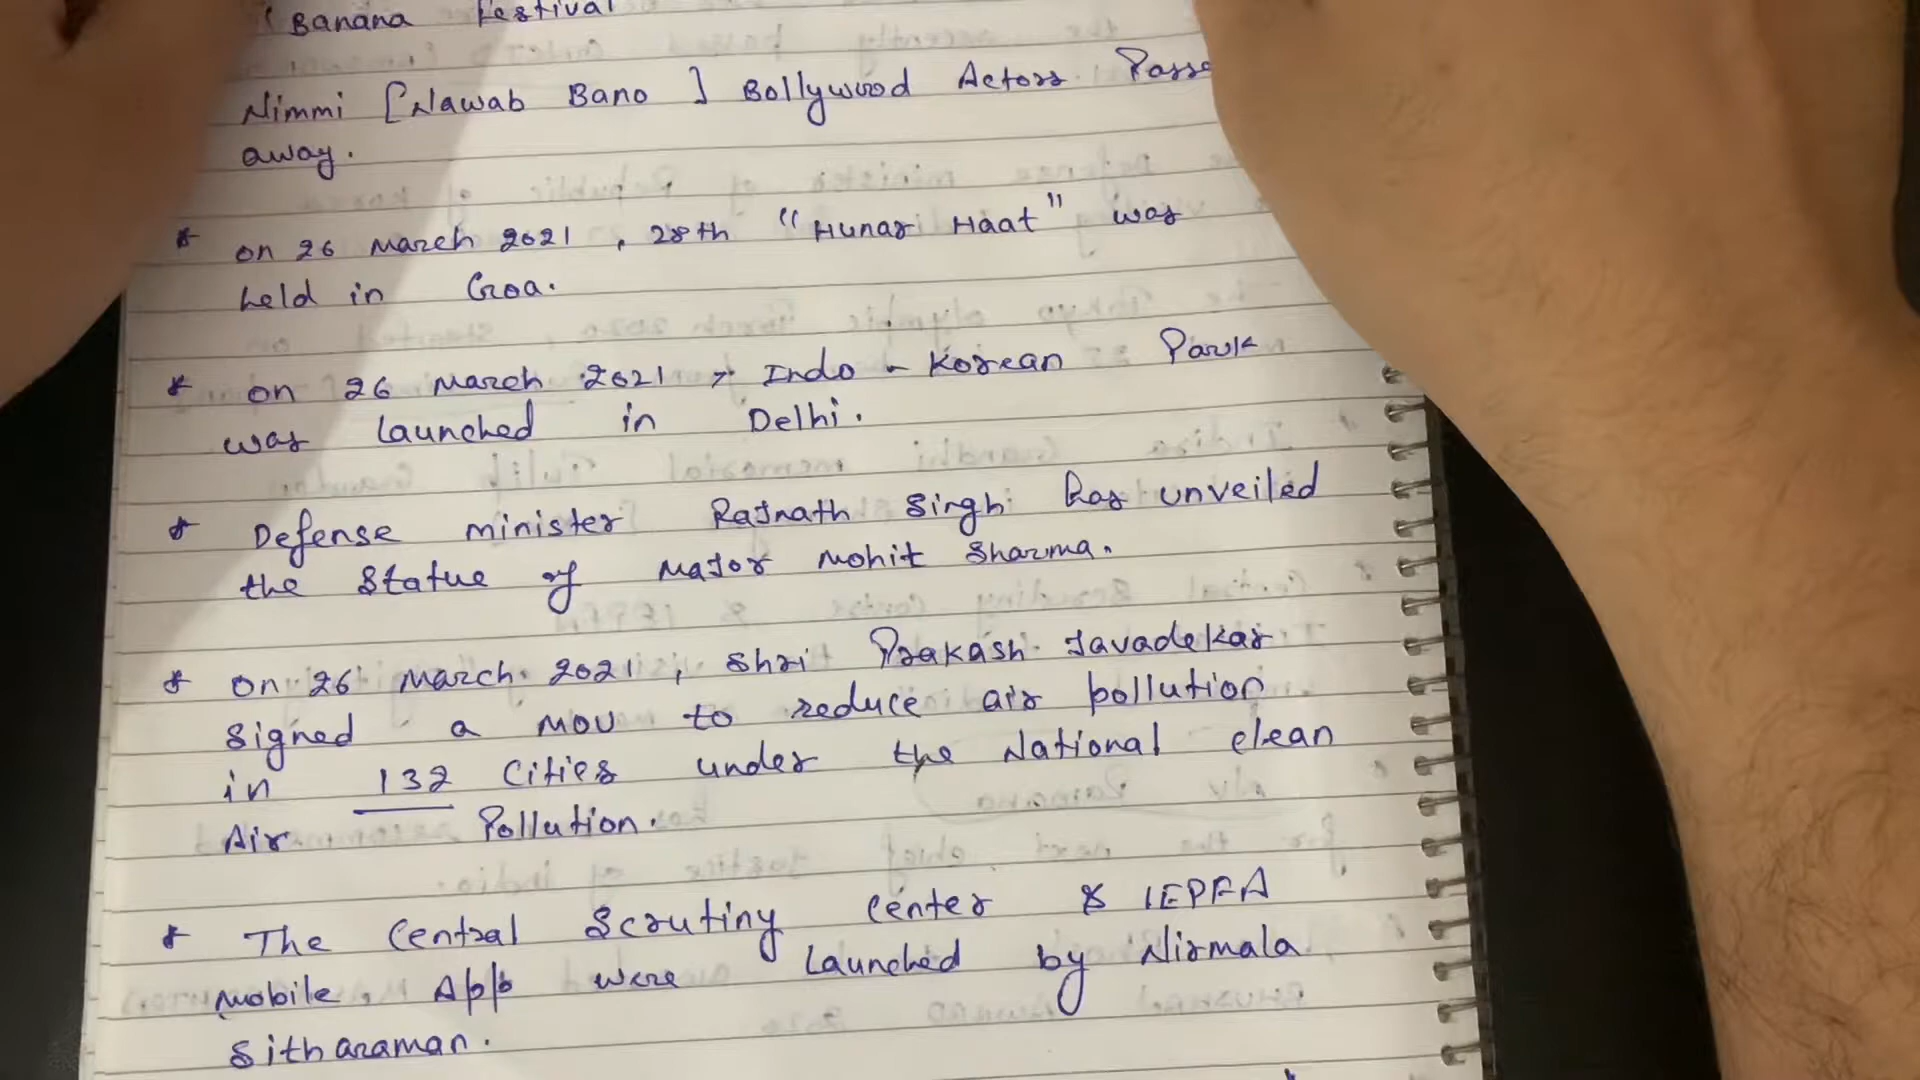 Banana Festival
Nimmi [Nawab Bano] Bollywood Actors
away.
* on 26 March 2021, 28th "Hunar Haat" was
held in Goa.
* on 26 March 2021, Indo - Korean Park
was launched in Delhi.
* Defense minister Rajnath Singh has unveiled
the Statue of Major Mohit Sharma.
* On 26 March 2021, Shri Prakash Javadekar
signed a MOU to reduce air pollution
in 132 Cities under the National clean
Air Pollution.
* The Central Scrutiny Center & IEPFA
mobile App were launched by Nirmala
Sitharaman.